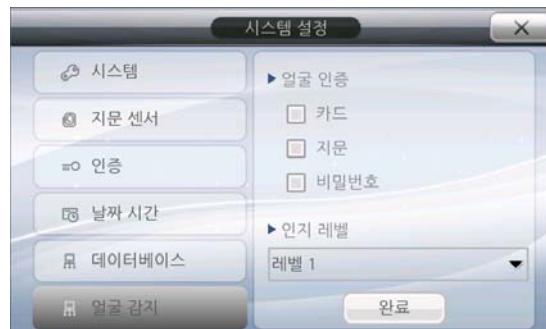 시스템 설정
시스템
지문 센서
인증
날짜 시간
데이터베이스
얼굴 감지
얼굴 인증
카드
지문
비밀번호
인지 레벨
레벨 1
완료